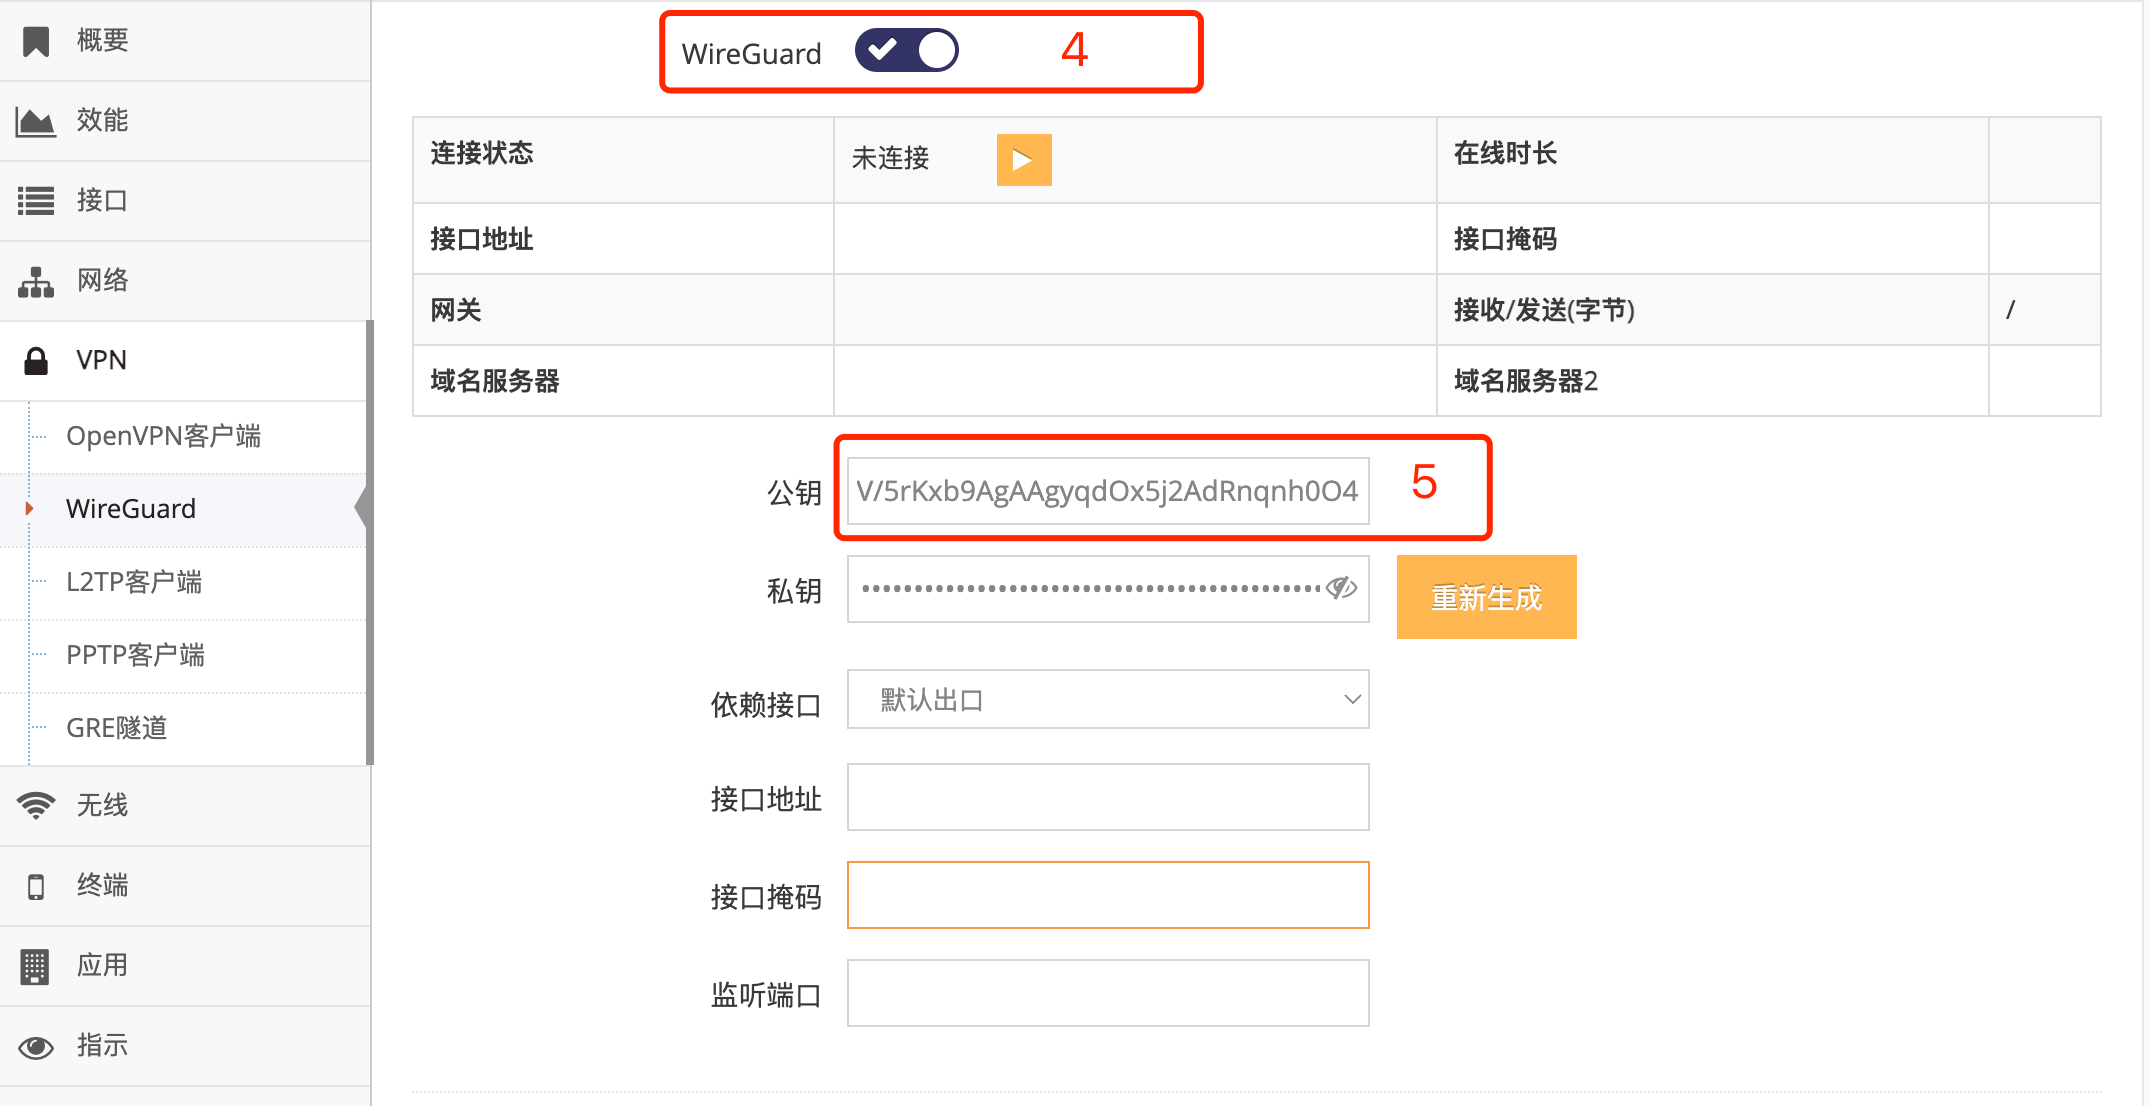 概要
效能
接口
网络
VPN
OpenVPN客户端
WireGuard
L2TP客户端
PPTP客户端
GRE隧道
无线
终端
应用
指示
WireGuard 4
连接状态 未连接 在线时长
接口地址 接口掩码
网关 接收/发送(字节) /
域名服务器 域名服务器2
公钥 V/5rKxb9AgAAgyqdOx5j2AdRnqnh0O4 5
私钥 重新生成
依赖接口 默认出口
接口地址
接口掩码
监听端口